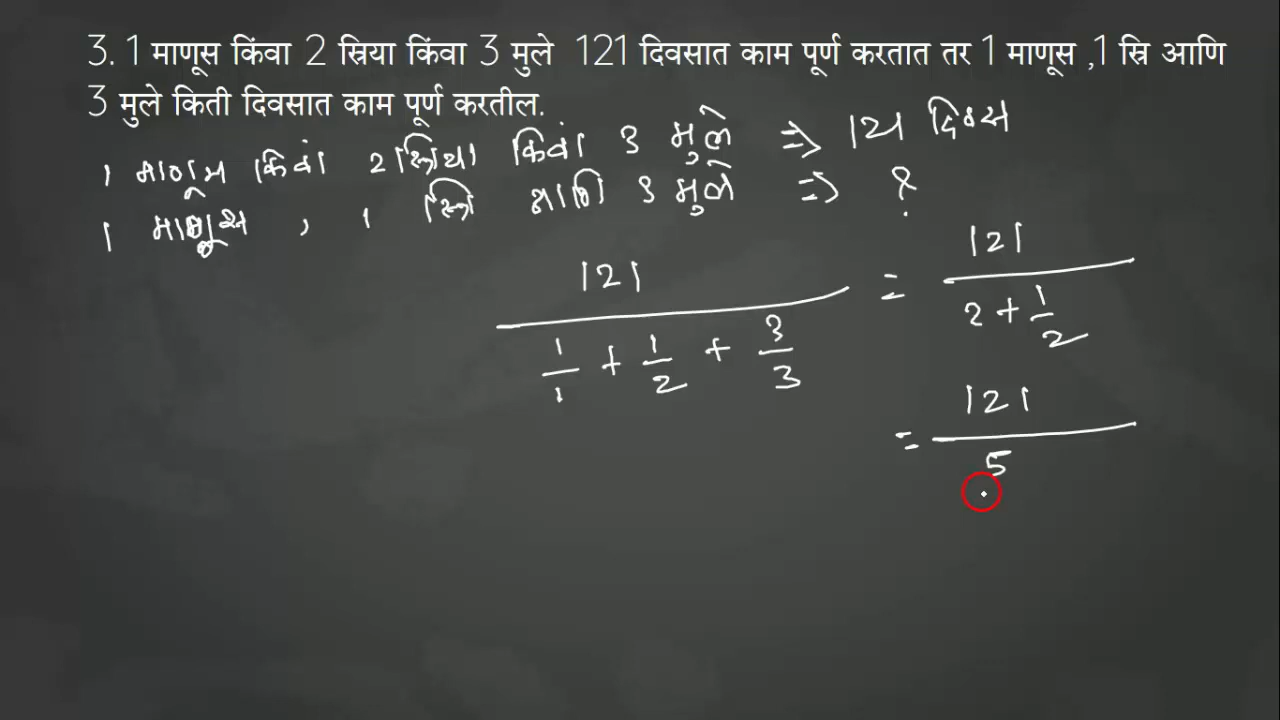 3. 1 माणूस किंवा 2 स्रिया किंवा 3 मुले 121 दिवसात काम पूर्ण करतात तर 1 माणूस ,1 स्रि आणि
3 मुले किती दिवसात काम पूर्ण करतील.
1 माणूस किंवा 2 स्त्रिया किंवा 3 मुले => 121 दिवस
1 माणूस , 1 स्त्रि आणि 3 मुले => ?
121 / (1/1 + 1/2 + 3/3) = 121 / (2 + 1/2)
= 121 / 5